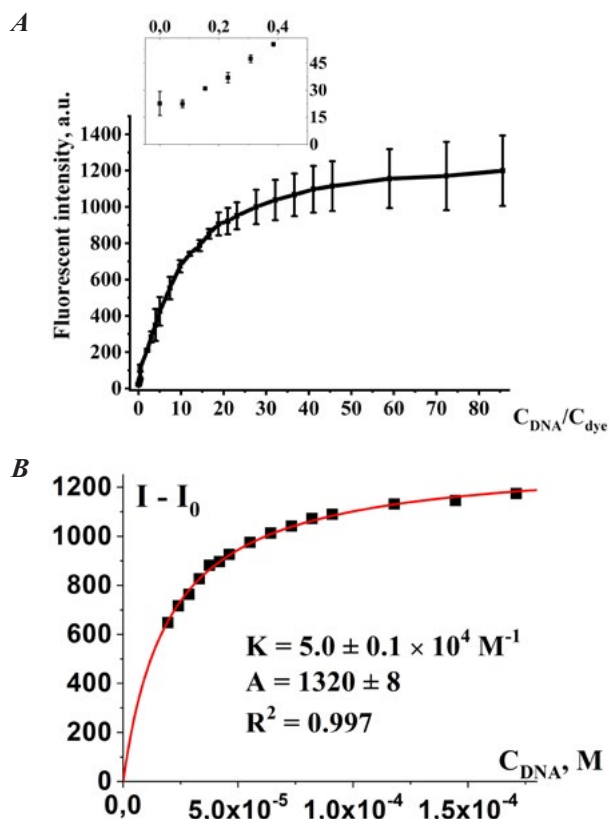 A
0,0 0,2 0,4
45
30
15
0
Fluorescent intensity, a.u.
1400
1200
1000
800
600
400
200
0
0 10 20 30 40 50 60 70 80
C_DNA/C_dye
B
I - I₀
1200
1000
800
600
400
200
0
K = 5.0 ± 0.1 × 10⁴ M⁻¹
A = 1320 ± 8
R² = 0.997
C_DNA, M
0,0 5,0x10⁻⁵ 1,0x10⁻⁴ 1,5x10⁻⁴